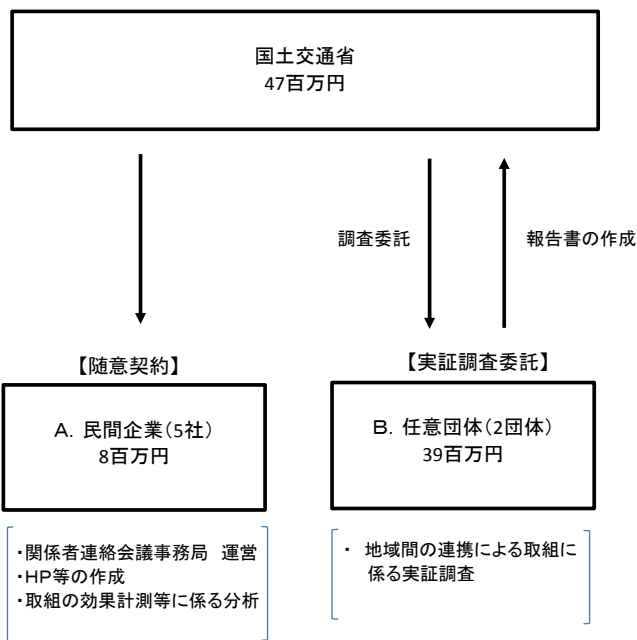 国土交通省
47百万円
調査委託
報告書の作成
【随意契約】
【実証調査委託】
A. 民間企業(5社)
8百万円
B. 任意団体(2団体)
39百万円
・関係者連絡会議事務局 運営
・HP等の作成
・取組の効果計測等に係る分析
・ 地域間の連携による取組に
係る実証調査